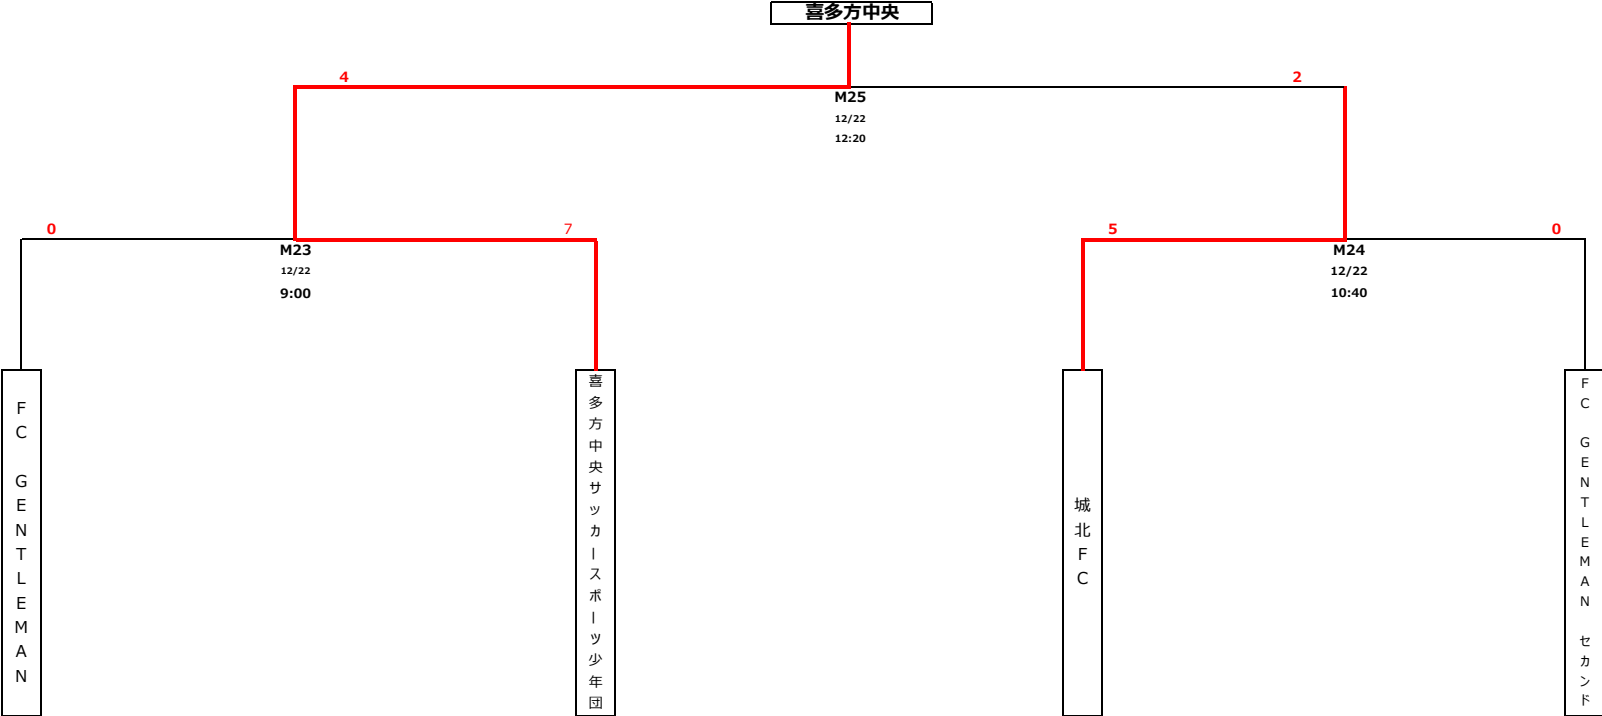 喜多方中央
4
2
M25
12/22
12:20
0
7
5
0
M23
12/22
9:00
M24
12/22
10:40
FC GENTLEMAN
喜多方中央サッカースポーツ少年団
城北FC
FC GENTLEMAN セカンド